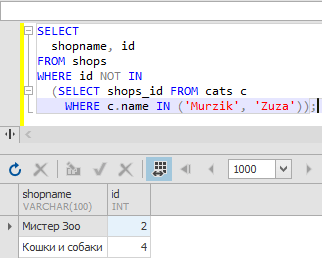 SELECT
shopname, id
FROM shops
WHERE id NOT IN
(SELECT shops_id FROM cats c
WHERE c.name IN ('Murzik', 'Zuza'));
1000
shopname id
VARCHAR(100) INT
Мистер Зоо 2
Кошки и собаки 4